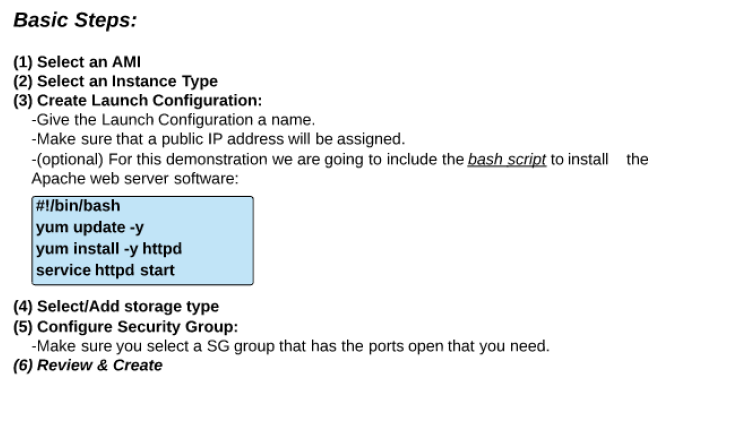 Basic Steps:
(1) Select an AMI
(2) Select an Instance Type
(3) Create Launch Configuration:
-Give the Launch Configuration a name.
-Make sure that a public IP address will be assigned.
-(optional) For this demonstration we are going to include the bash script to install the
Apache web server software:
#!/bin/bash
yum update -y
yum install -y httpd
service httpd start
(4) Select/Add storage type
(5) Configure Security Group:
-Make sure you select a SG group that has the ports open that you need.
(6) Review & Create